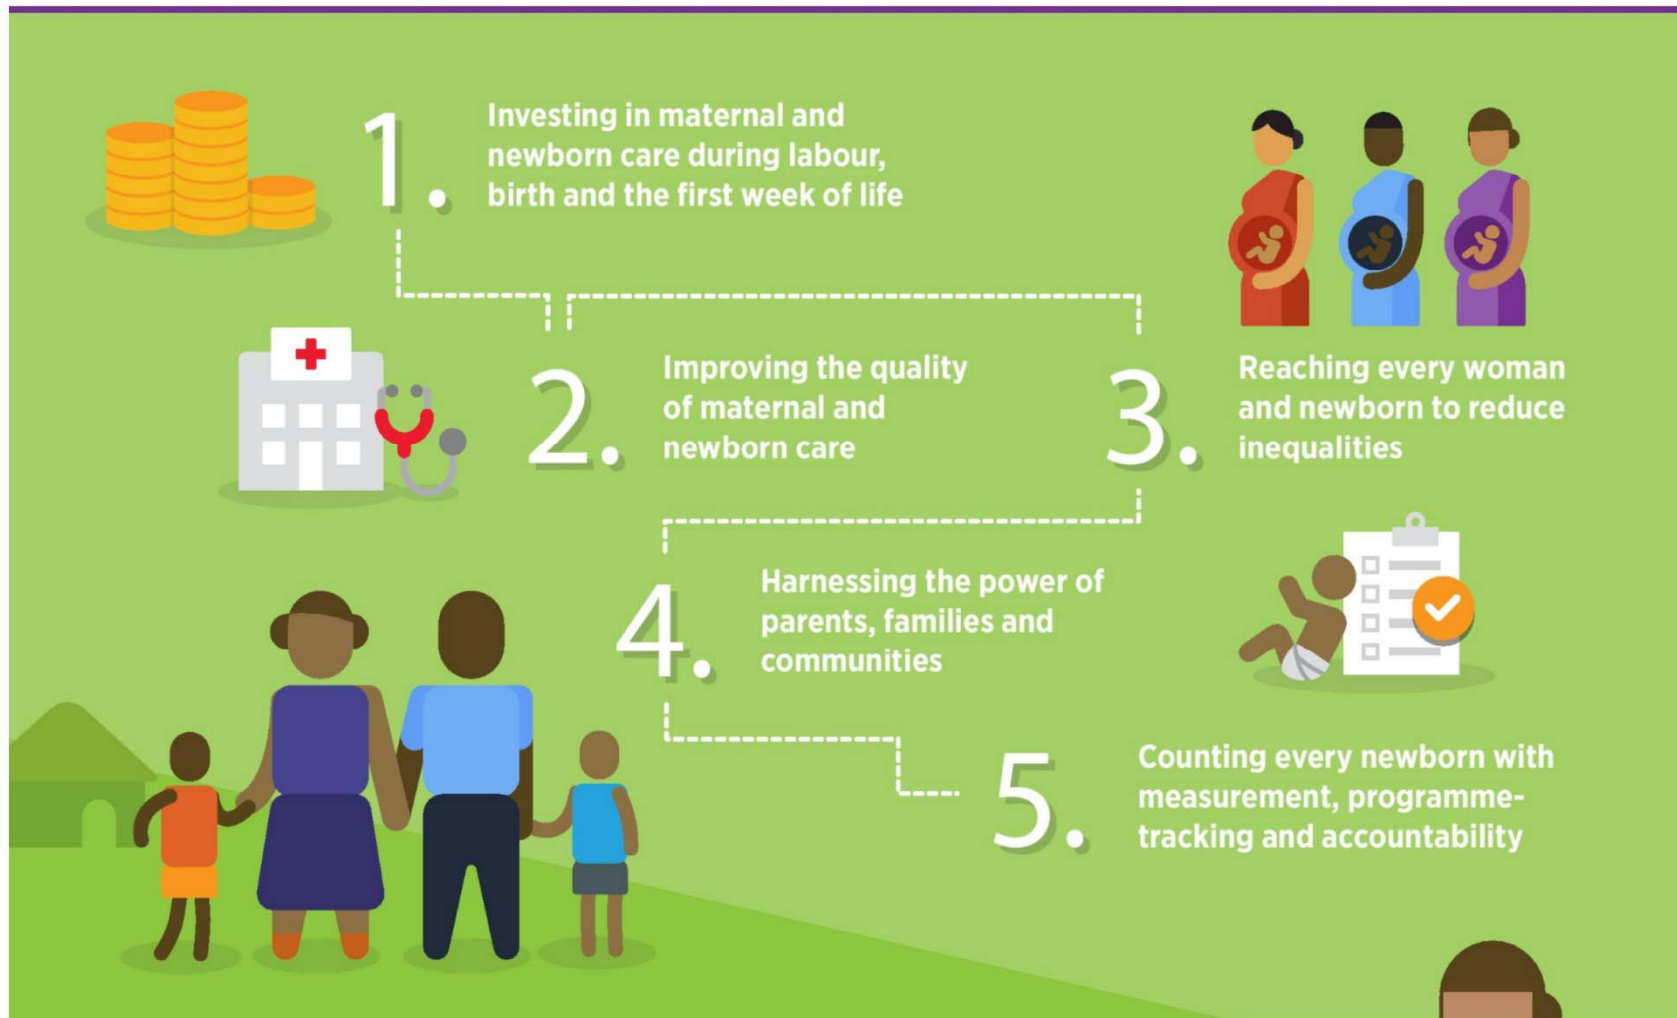 1.
Investing in maternal and
newborn care during labour,
birth and the first week of life
2.
Improving the quality
of maternal and
newborn care
3.
Reaching every woman
and newborn to reduce
inequalities
4.
Harnessing the power of
parents, families and
communities
5.
Counting every newborn with
measurement, programme-
tracking and accountability